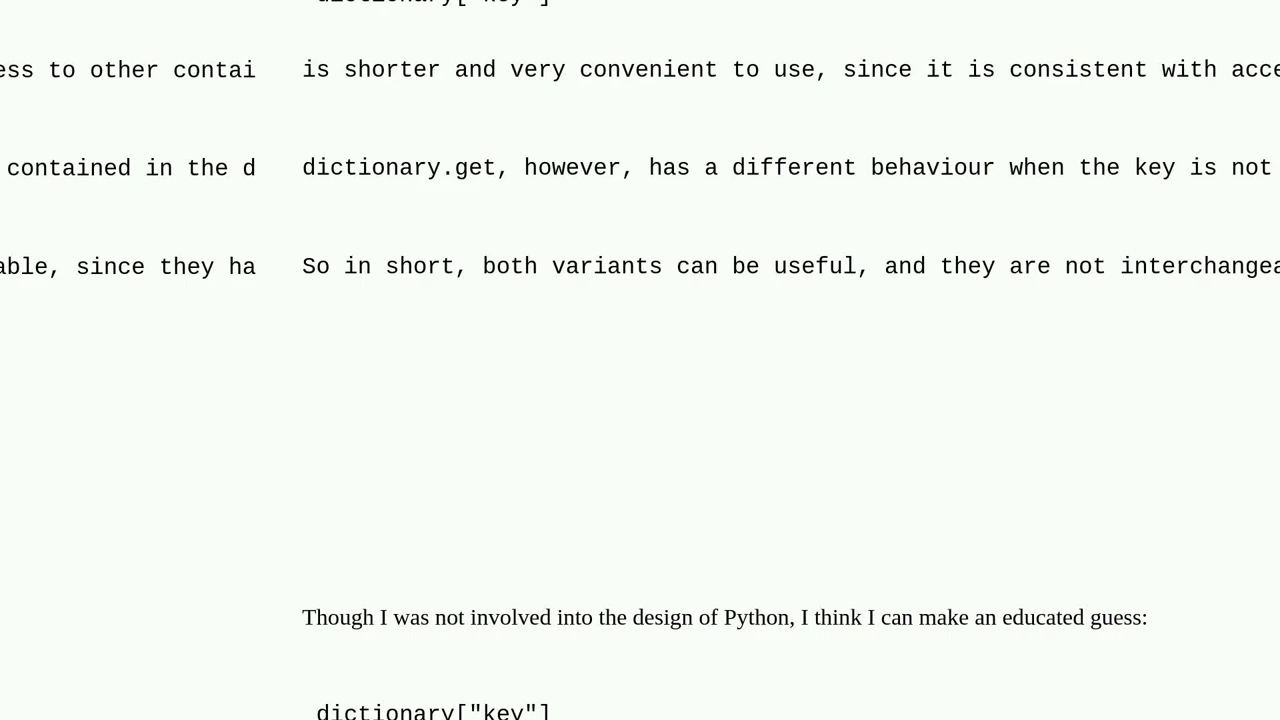 dictionary["key"]
ess to other contai is shorter and very convenient to use, since it is consistent with acce
contained in the d dictionary.get, however, has a different behaviour when the key is not
able, since they ha So in short, both variants can be useful, and they are not interchangea
Though I was not involved into the design of Python, I think I can make an educated guess:
dictionary["key"]